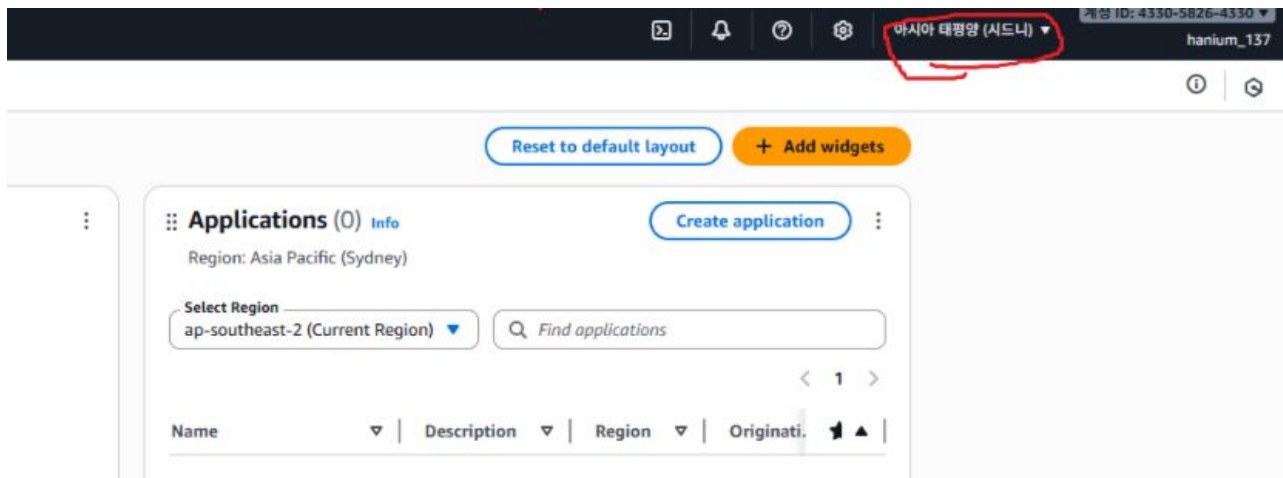 아시아 태평양 (시드니) ▼
계정 ID: 4330-5826-4330 ▼
hanium_137
Reset to default layout
+ Add widgets
Applications (0) Info
Create application
Region: Asia Pacific (Sydney)
Select Region
ap-southeast-2 (Current Region)
Find applications
< 1 >
Name
Description
Region
Originati.